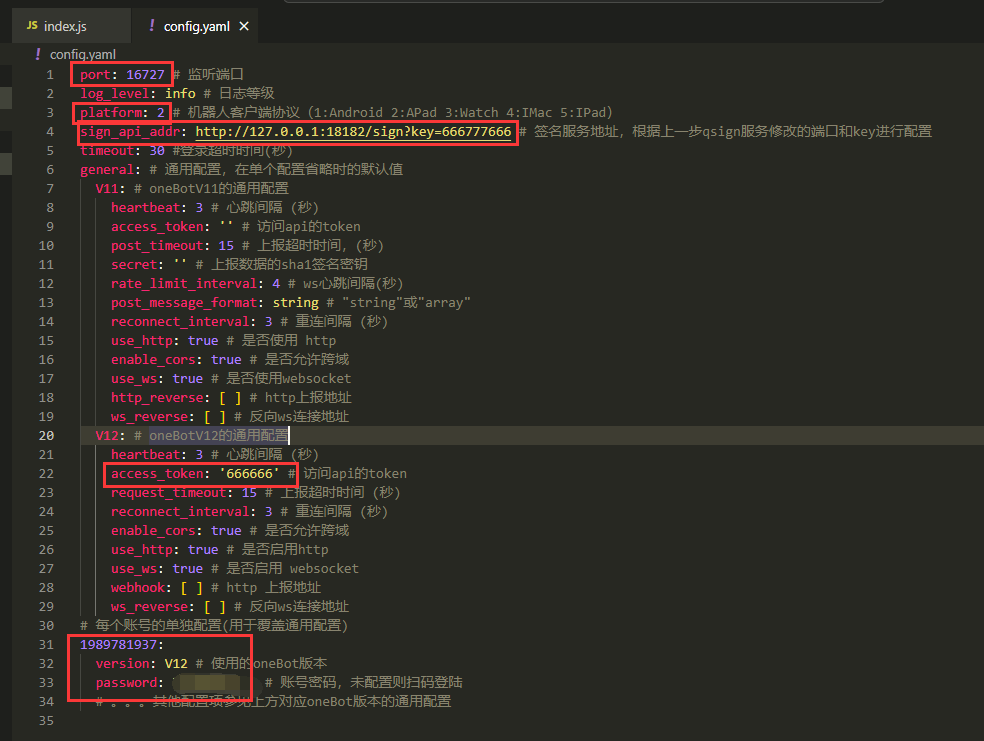 JS index.js
! config.yaml ×
! config.yaml
1 port: 16727 # 监听端口
2 log_level: info # 日志等级
3 platform: 2 # 机器人客户端协议（1:Android 2:APad 3:Watch 4:IMac 5:IPad）
4 sign_api_addr: http://127.0.0.1:18182/sign?key=666777666 # 签名服务地址，根据上一步qsign服务修改的端口和key进行配置
5 timeout: 30 #登录超时时间(秒)
6 general: # 通用配置，在单个配置省略时的默认值
7 V11: # oneBotV11的通用配置
8 heartbeat: 3 # 心跳间隔 (秒)
9 access_token: '' # 访问api的token
10 post_timeout: 15 # 上报超时时间，(秒)
11 secret: '' # 上报数据的sha1签名密钥
12 rate_limit_interval: 4 # ws心跳间隔(秒)
13 post_message_format: string # "string"或"array"
14 reconnect_interval: 3 # 重连间隔 (秒)
15 use_http: true # 是否使用 http
16 enable_cors: true # 是否允许跨域
17 use_ws: true # 是否使用websocket
18 http_reverse: [ ] # http上报地址
19 ws_reverse: [ ] # 反向ws连接地址
20 V12: # oneBotV12的通用配置
21 heartbeat: 3 # 心跳间隔 (秒)
22 access_token: '666666' # 访问api的token
23 request_timeout: 15 # 上报超时时间 (秒)
24 reconnect_interval: 3 # 重连间隔 (秒)
25 enable_cors: true # 是否允许跨域
26 use_http: true # 是否启用http
27 use_ws: true # 是否启用 websocket
28 webhook: [ ] # http 上报地址
29 ws_reverse: [ ] # 反向ws连接地址
30 # 每个账号的单独配置(用于覆盖通用配置)
31 1989781937:
32 version: V12 # 使用的oneBot版本
33 password: # 账号密码，未配置则扫码登陆
34 # 。。。其他配置项参见上方对应oneBot版本的通用配置
35